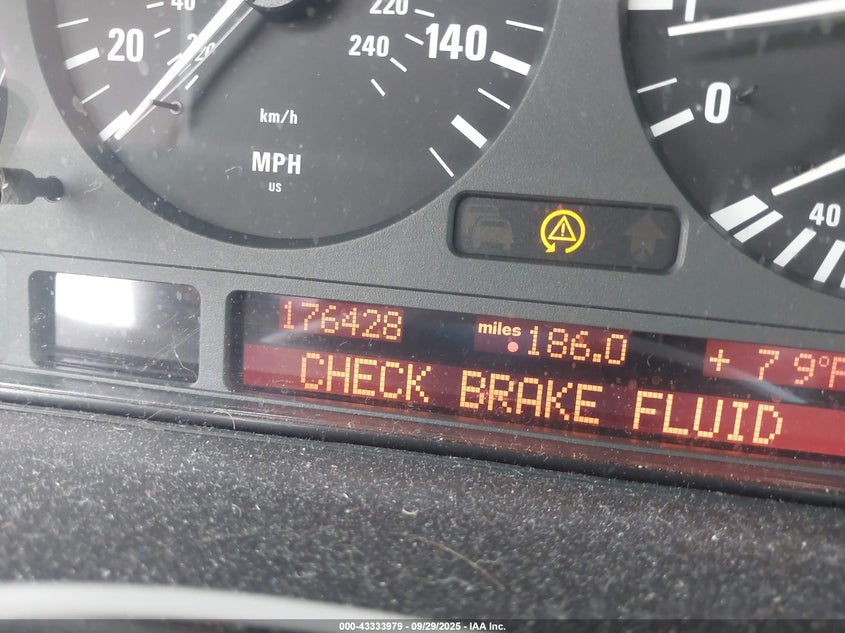 40
220
20
240
140
km/h
MPH
US
0
40
176428 miles 186.0 + 79°F
CHECK BRAKE FLUID
000-43333979 - 09/29/2025 - IAA Inc.